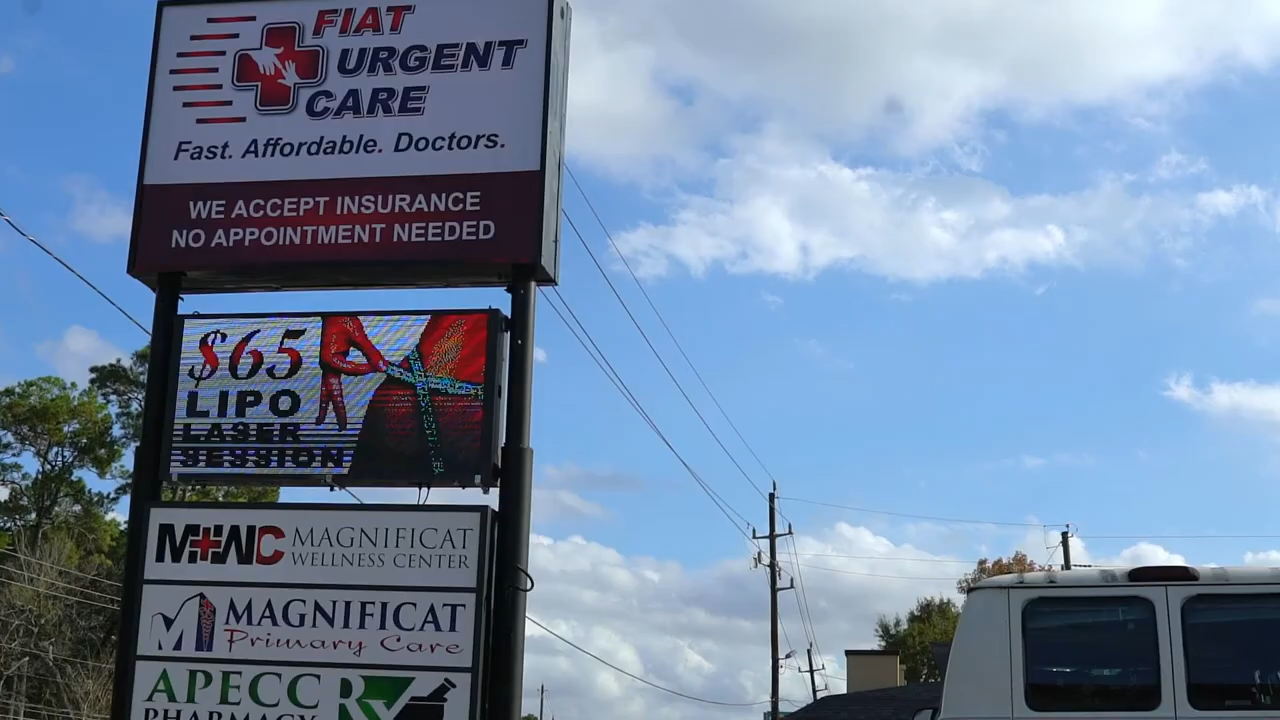 FIAT
URGENT
CARE
Fast. Affordable. Doctors.
WE ACCEPT INSURANCE
NO APPOINTMENT NEEDED
$65
LIPO
LASER
SESSION
M+WC MAGNIFICAT
WELLNESS CENTER
MAGNIFICAT
Primary Care
APECC
PHARMACY